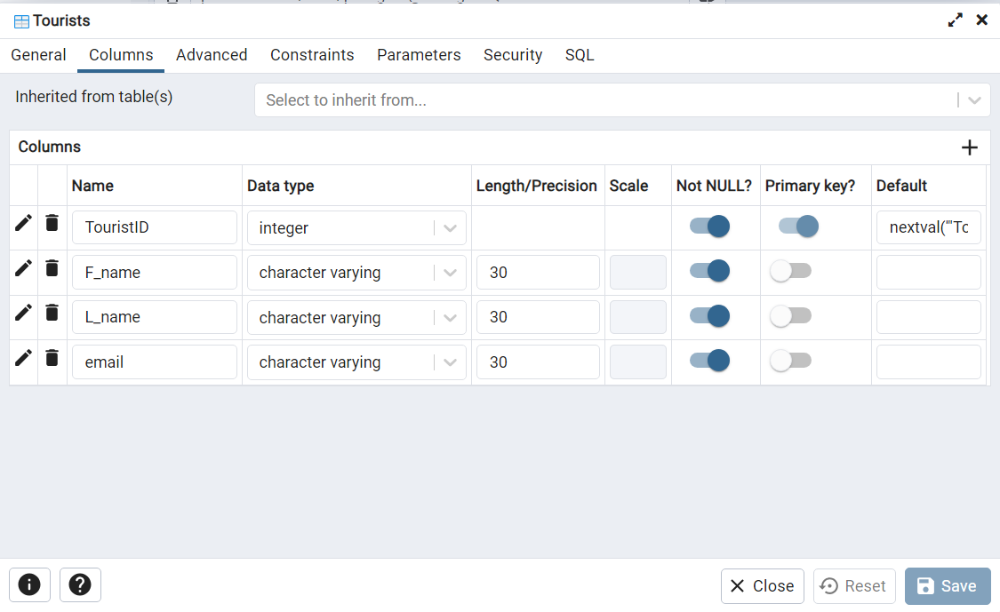 Tourists
General Columns Advanced Constraints Parameters Security SQL
Inherited from table(s) Select to inherit from...
Columns
Name Data type Length/Precision Scale Not NULL? Primary key? Default
TouristID integer nextval('"Tc
F_name character varying 30
L_name character varying 30
email character varying 30
Close Reset Save